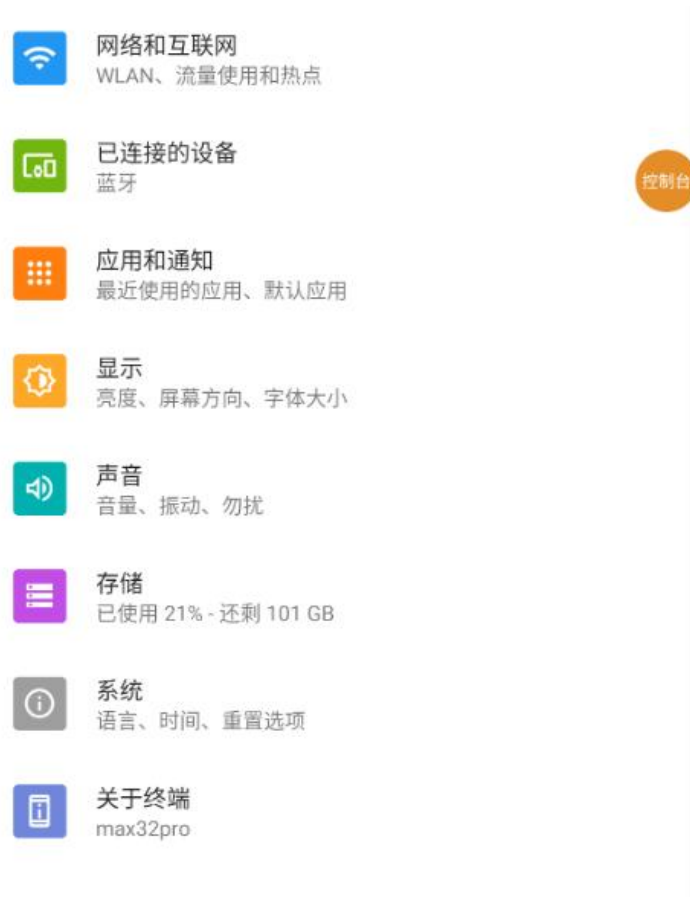 网络和互联网
WLAN、流量使用和热点
已连接的设备
蓝牙
控制台
应用和通知
最近使用的应用、默认应用
显示
亮度、屏幕方向、字体大小
声音
音量、振动、勿扰
存储
已使用 21% - 还剩 101 GB
系统
语言、时间、重置选项
关于终端
max32pro